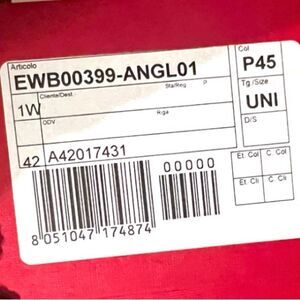 Articolo
EWB00399-ANGL01
Col
P45
Cliente/Dest.
Sta/Reg
P
Tg/Size
1W
UNI
ODV
Riga
D/S
42 A42017431
00000
Et. Col
C. Col
Et. Cli
C. Cli
8 051047 174874